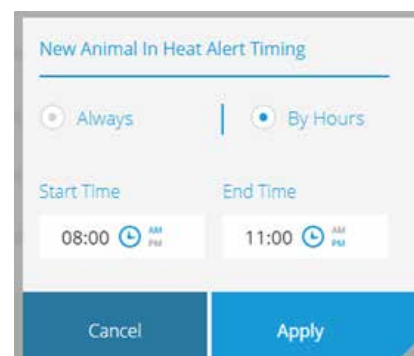 New Animal In Heat Alert Timing
Always By Hours
Start Time End Time
08:00 AM PM 11:00 AM PM
Cancel Apply